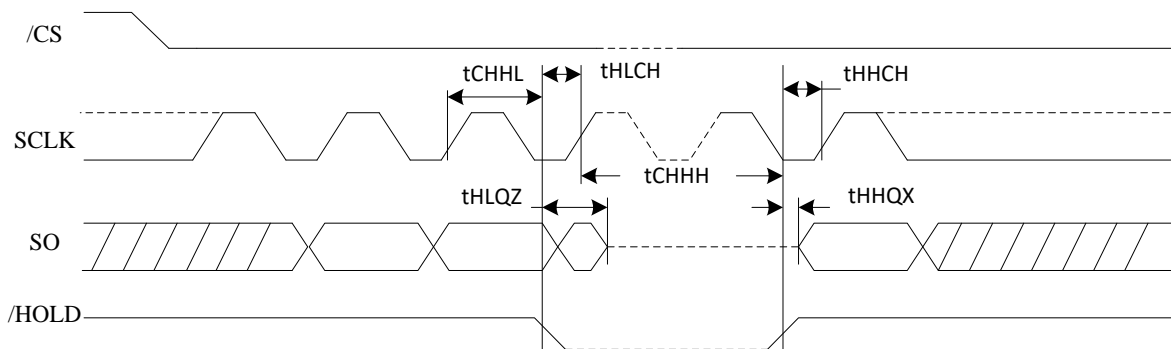 /CS
tCHHL
tHLCH
tHHCH
SCLK
tCHHH
tHLQZ
tHHQX
SO
/HOLD